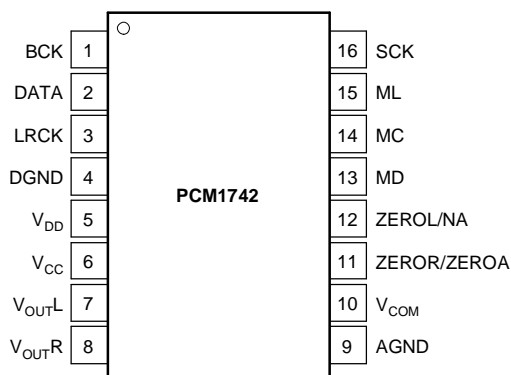 BCK 1 16 SCK
DATA 2 15 ML
LRCK 3 14 MC
DGND 4 13 MD
PCM1742
VDD 5 12 ZEROL/NA
VCC 6 11 ZEROR/ZEROA
VOUTL 7 10 VCOM
VOUTR 8 9 AGND